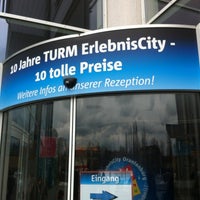 10 Jahre TURM ErlebnisCity -
10 tolle Preise
Weitere Infos an unserer Rezeption!
Eingang